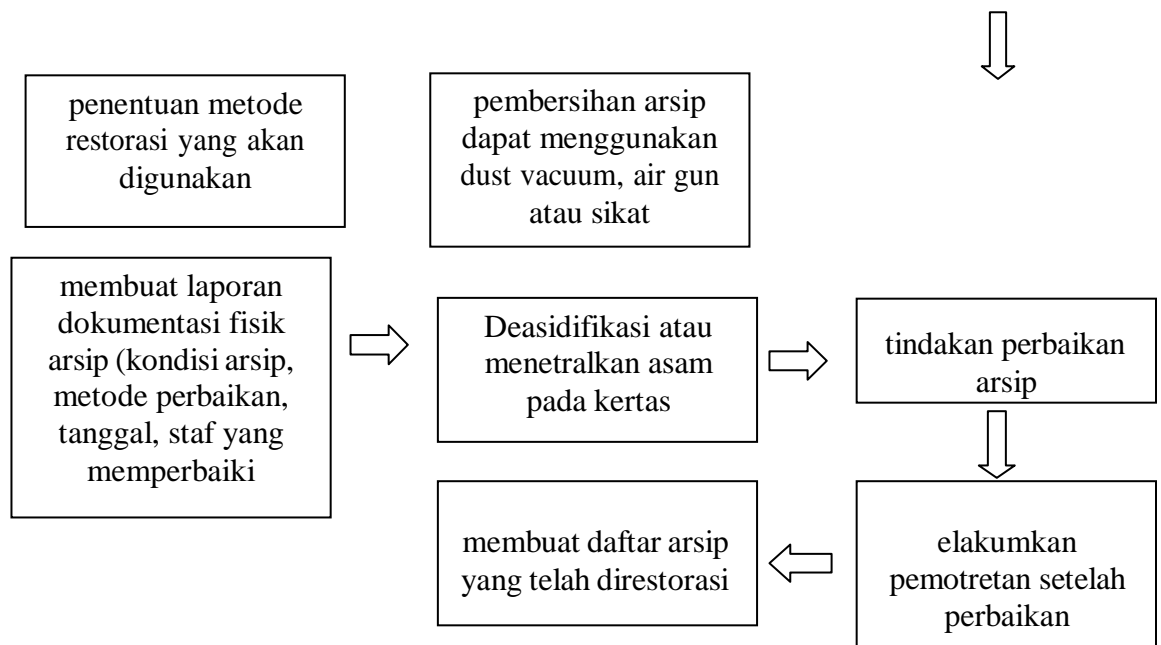 penentuan metode
restorasi yang akan
digunakan
pembersihan arsip
dapat menggunakan
dust vacuum, air gun
atau sikat
membuat laporan
dokumentasi fisik
arsip (kondisi arsip,
metode perbaikan,
tanggal, staf yang
memperbaiki
Deasidifikasi atau
menetralkan asam
pada kertas
tindakan perbaikan
arsip
membuat daftar arsip
yang telah direstorasi
elakumkan
pemotretan setelah
perbaikan